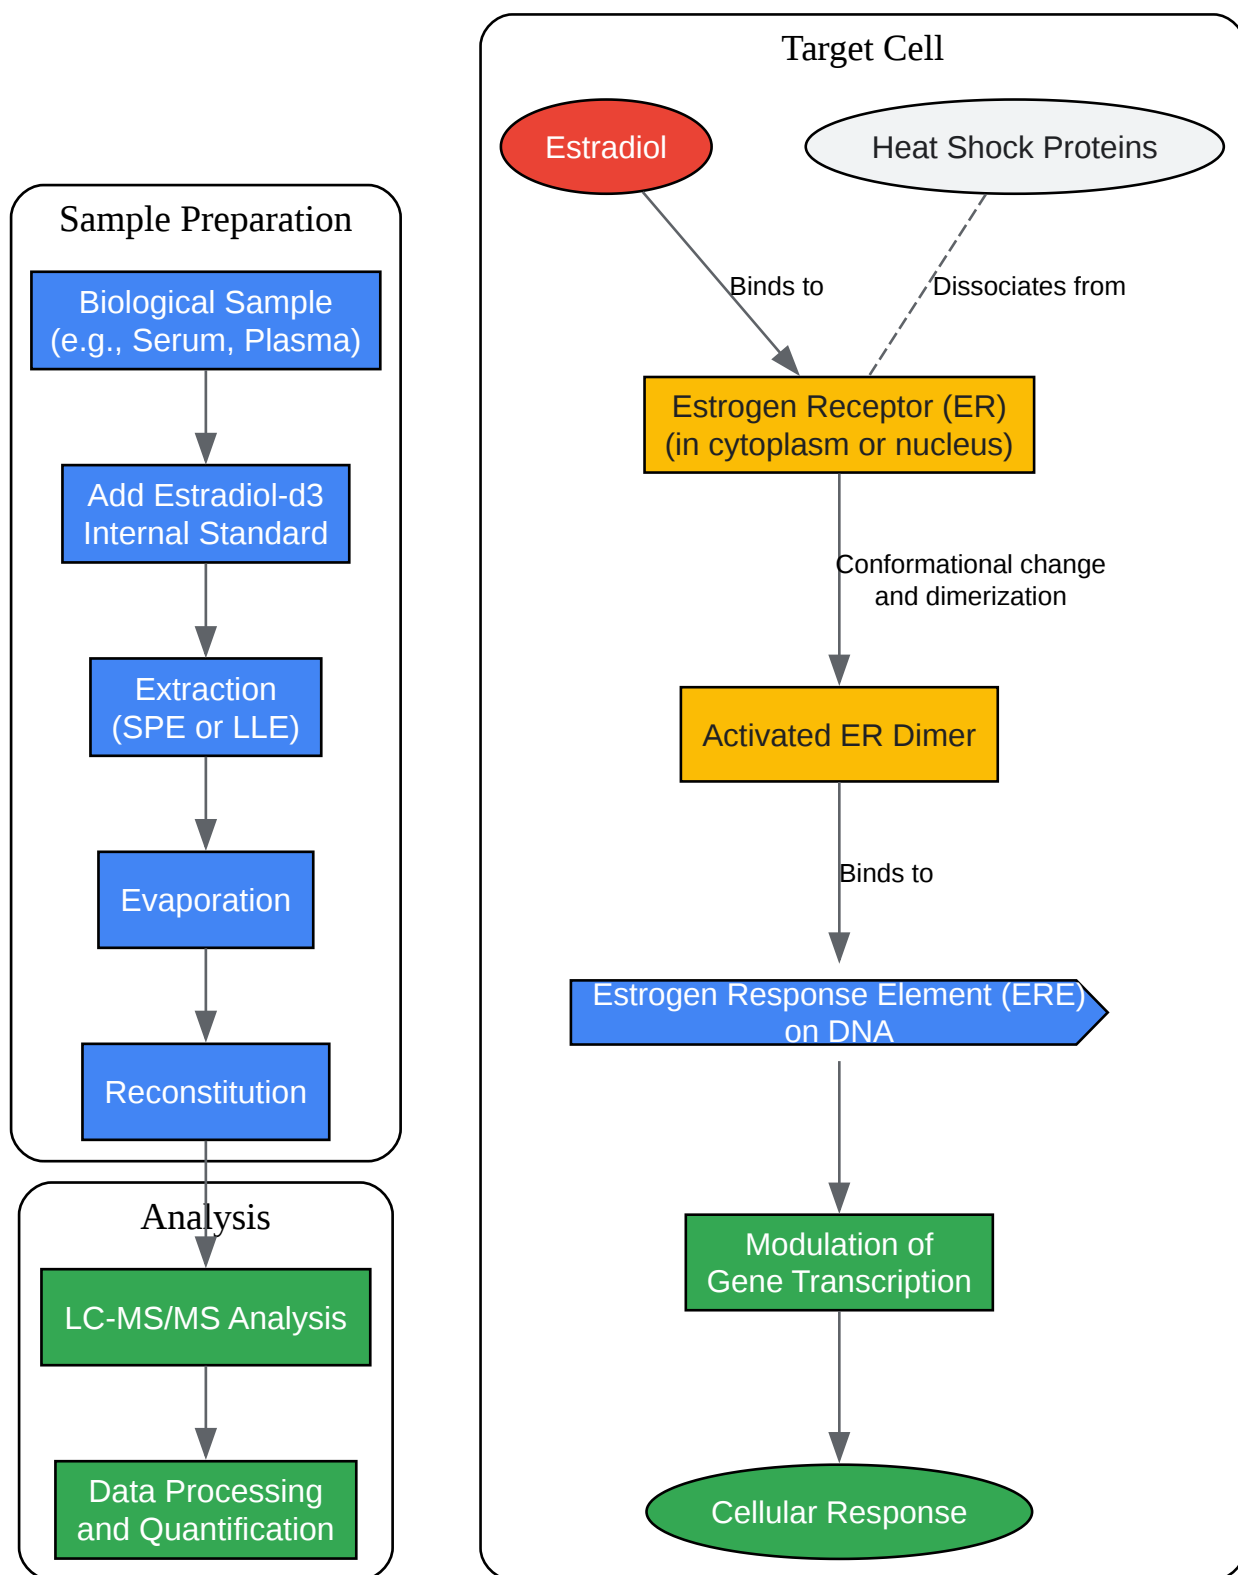 Sample Preparation
Biological Sample
(e.g., Serum, Plasma)
Add Estradiol-d3
Internal Standard
Extraction
(SPE or LLE)
Evaporation
Reconstitution
Analysis
LC-MS/MS Analysis
Data Processing
and Quantification
Target Cell
Estradiol
Heat Shock Proteins
Binds to
Dissociates from
Estrogen Receptor (ER)
(in cytoplasm or nucleus)
Conformational change
and dimerization
Activated ER Dimer
Binds to
Estrogen Response Element (ERE)
on DNA
Modulation of
Gene Transcription
Cellular Response